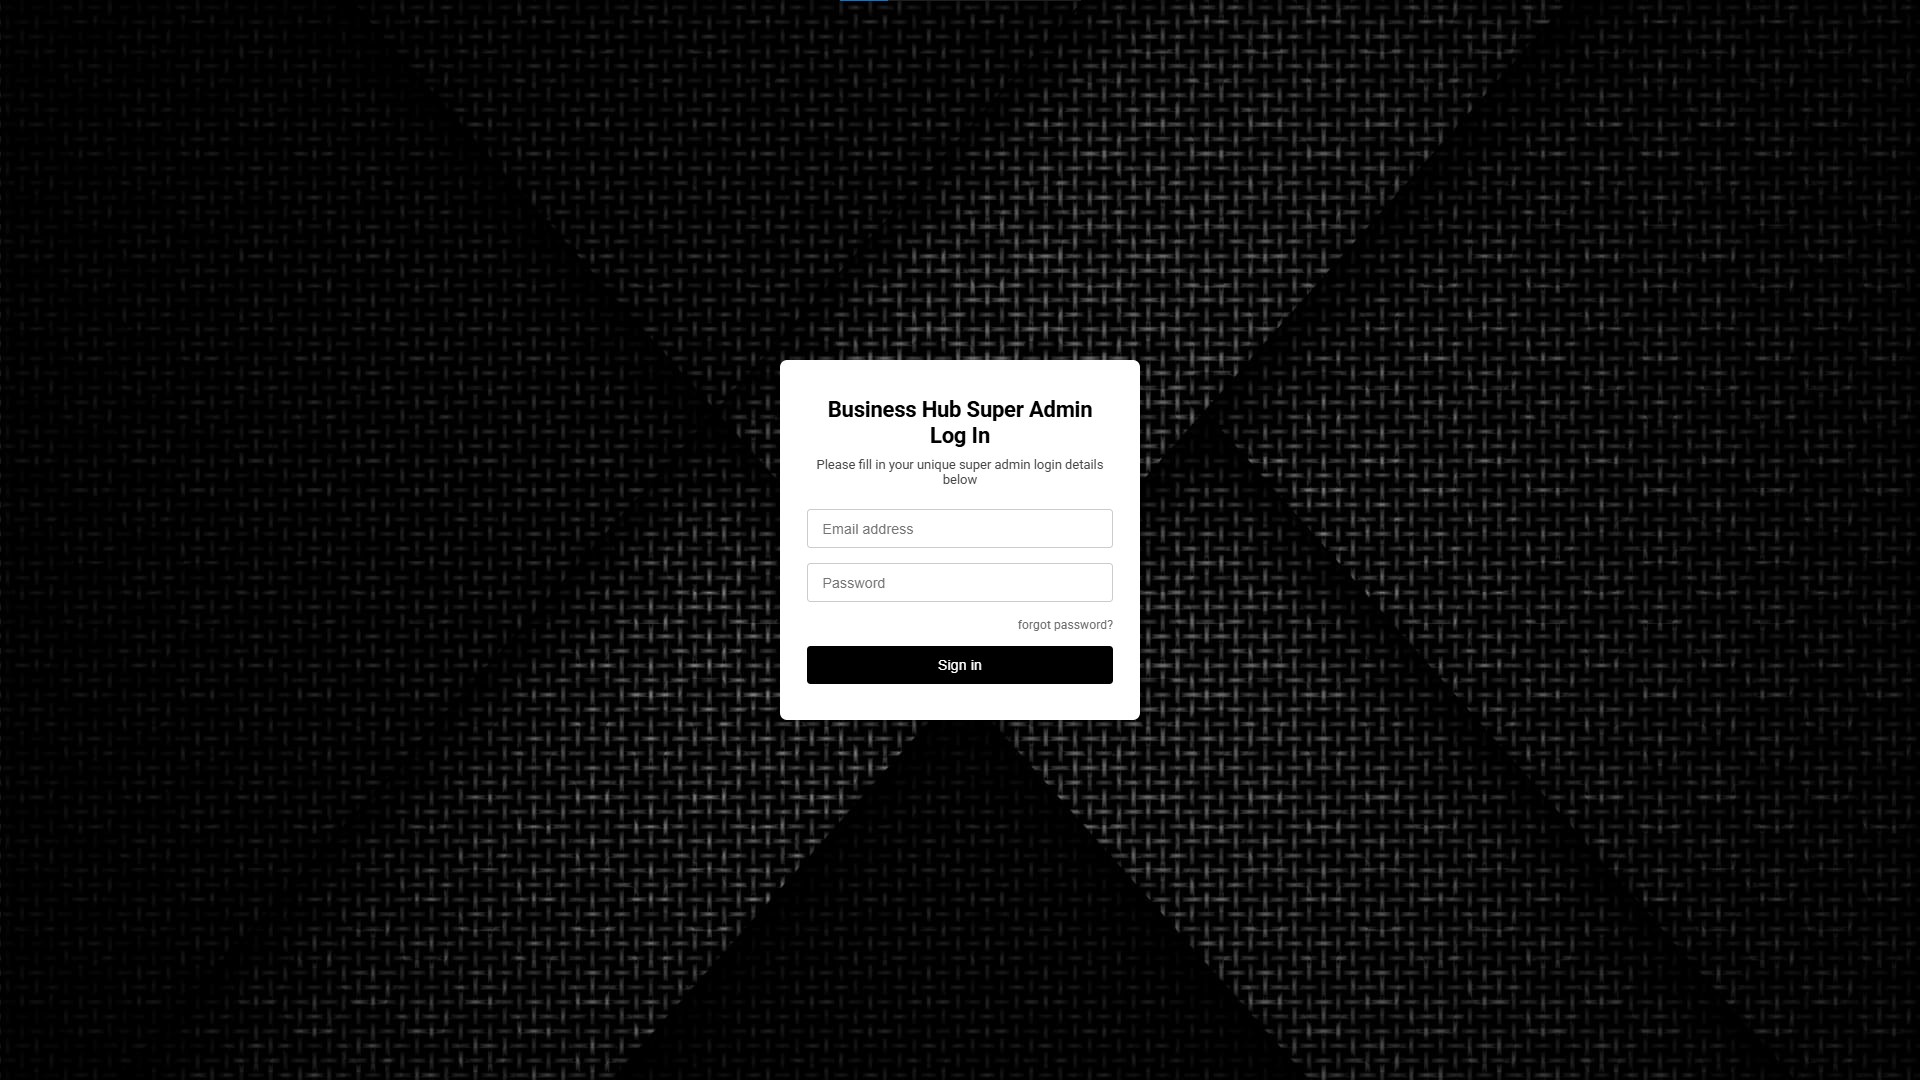 Business Hub Super Admin
Log In
Please fill in your unique super admin login details
below
Email address
Password
forgot password?
Sign in